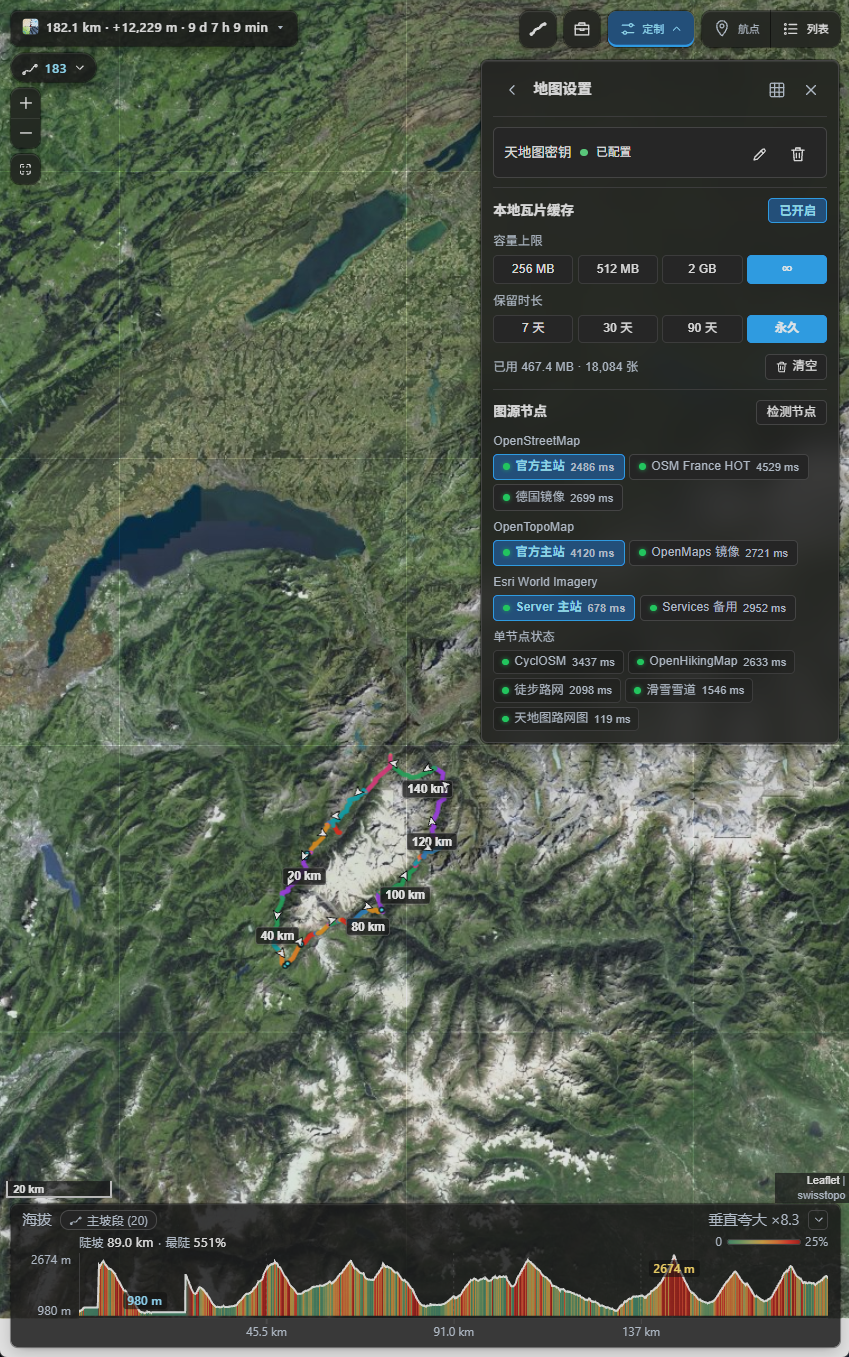 182.1 km · +12,229 m · 9 d 7 h 9 min
定制
航点
列表
183
地图设置
天地图密钥 已配置
本地瓦片缓存 已开启
容量上限
256 MB 512 MB 2 GB ∞
保留时长
7 天 30 天 90 天 永久
已用 467.4 MB · 18,084 张 清空
图源节点 检测节点
OpenStreetMap
官方主站 2486 ms OSM France HOT 4529 ms
德国镜像 2699 ms
OpenTopoMap
官方主站 4120 ms OpenMaps 镜像 2721 ms
Esri World Imagery
Server 主站 678 ms Services 备用 2952 ms
单节点状态
CyclOSM 3437 ms OpenHikingMap 2633 ms
徒步路网 2098 ms 滑雪雪道 1546 ms
天地图路网图 119 ms
140 km
120 km
20 km
100 km
80 km
40 km
20 km
Leaflet |
swisstopo
海拔 主坡段 (20) 垂直夸大 ×8.3
陡坡 89.0 km · 最陡 551% 0 25%
2674 m
2674 m
980 m
980 m
45.5 km 91.0 km 137 km